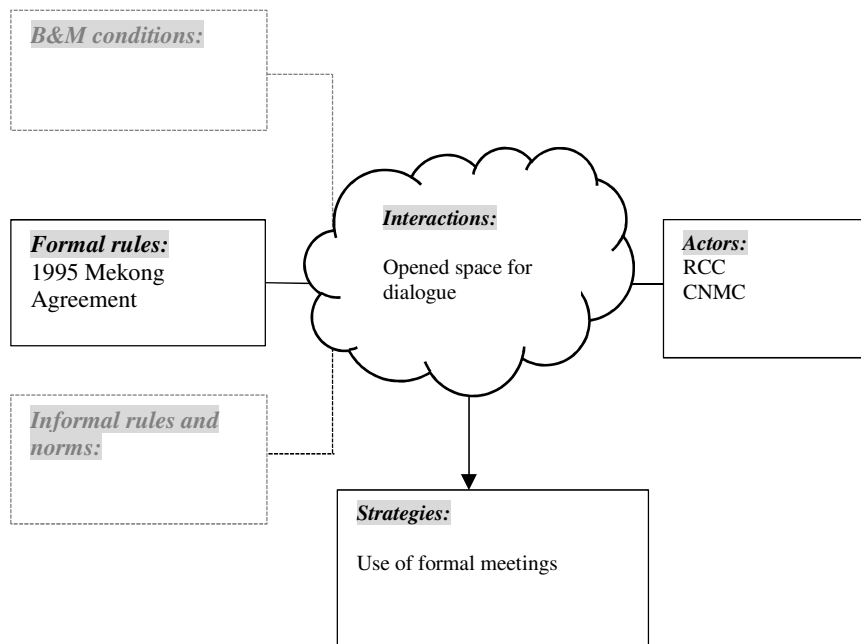 B&M conditions:
Formal rules:
1995 Mekong
Agreement
Informal rules and
norms:
Interactions:
Opened space for
dialogue
Actors:
RCC
CNMC
Strategies:
Use of formal meetings